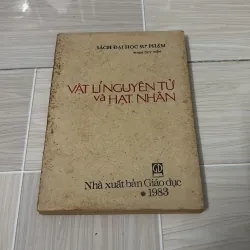 SÁCH ĐẠI HỌC SƯ PHẠM
VẬT LÍ NGUYÊN TỬ
và HẠT NHÂN
Nhà xuất bản Giáo dục
1983